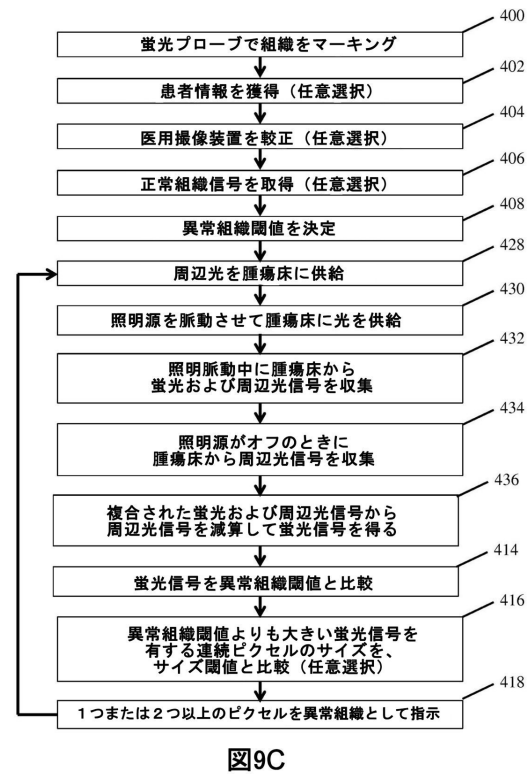 400
蛍光プローブで組織をマーキング
402
患者情報を獲得（任意選択）
404
医用撮像装置を較正（任意選択）
406
正常組織信号を取得（任意選択）
408
異常組織閾値を決定
428
周辺光を腫瘍床に供給
430
照明源を脈動させて腫瘍床に光を供給
432
照明脈動中に腫瘍床から
蛍光および周辺光信号を収集
434
照明源がオフのときに
腫瘍床から周辺光信号を収集
436
複合された蛍光および周辺光信号から
周辺光信号を減算して蛍光信号を得る
414
蛍光信号を異常組織閾値と比較
416
異常組織閾値よりも大きい蛍光信号を
有する連続ピクセルのサイズを、
サイズ閾値と比較（任意選択）
418
１つまたは２つ以上のピクセルを異常組織として指示
図9C